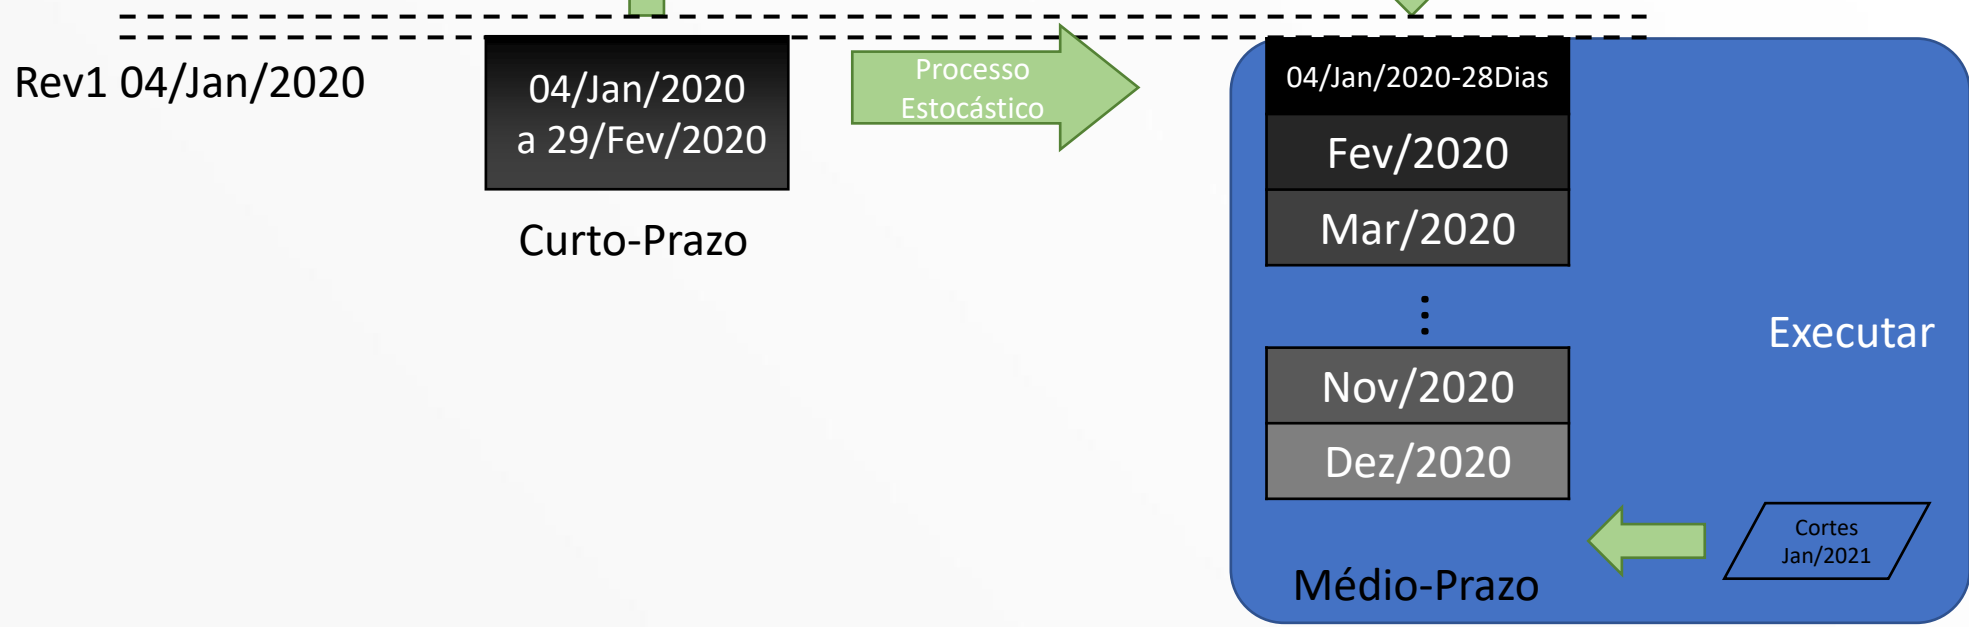 Rev1 04/Jan/2020
04/Jan/2020
a 29/Fev/2020
Curto-Prazo
Processo
Estocástico
04/Jan/2020-28Dias
Fev/2020
Mar/2020
...
Nov/2020
Dez/2020
Médio-Prazo
Executar
Cortes
Jan/2021